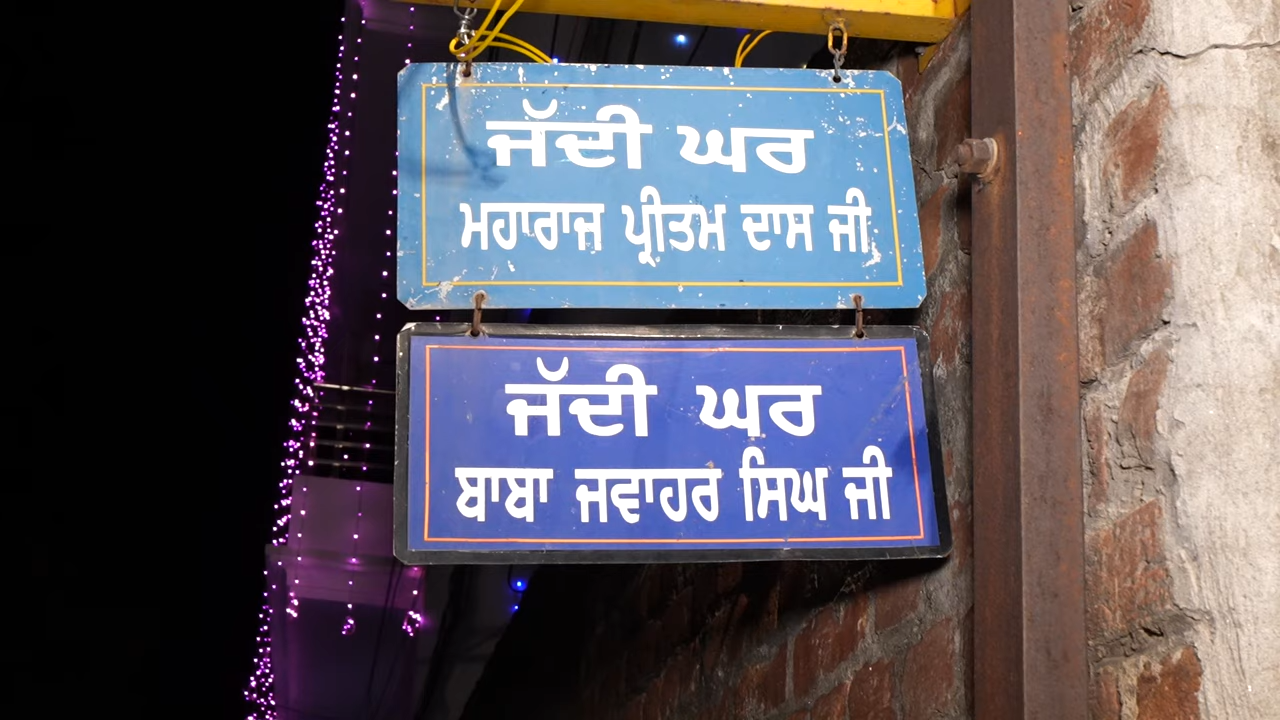 ਜੱਦੀ ਘਰ
ਮਹਾਰਾਜ਼ ਪ੍ਰੀਤਮ ਦਾਸ ਜੀ
ਜੱਦੀ ਘਰ
ਬਾਬਾ ਜਵਾਹਰ ਸਿੰਘ ਜੀ